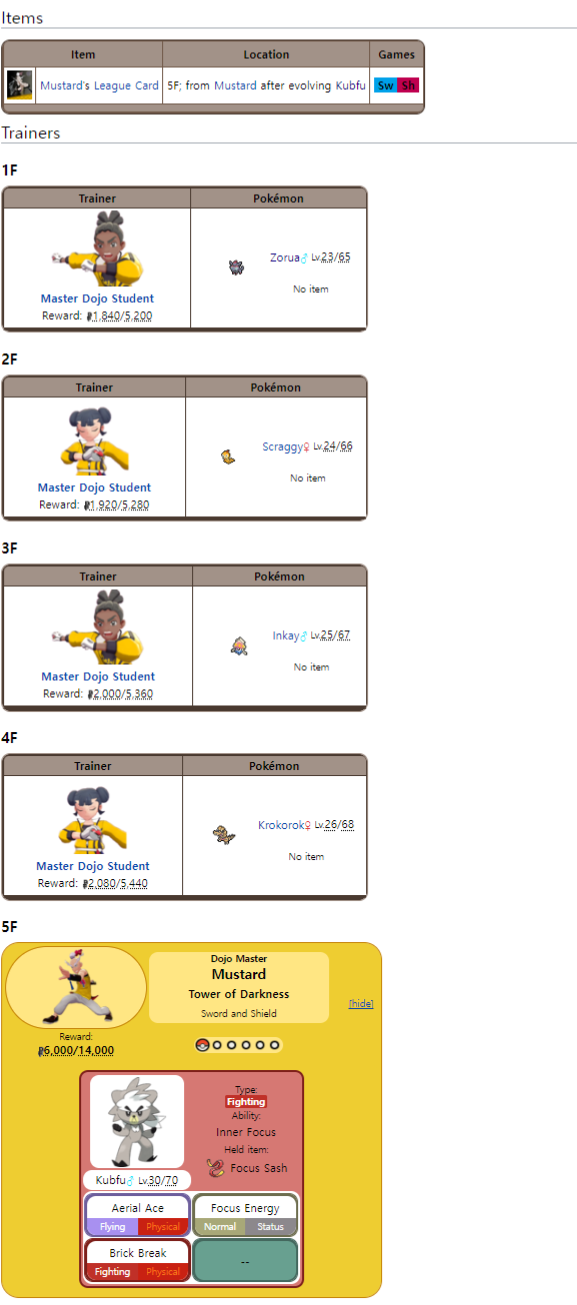 Items
Item Location Games
Mustard's League Card 5F; from Mustard after evolving Kubfu Sw Sh
Trainers
1F
Trainer Pokémon
Zorua♂ Lv.23/65
No item
Master Dojo Student
Reward: 1,840/5,200
2F
Trainer Pokémon
Scraggy♀ Lv.24/66
No item
Master Dojo Student
Reward: 1,920/5,280
3F
Trainer Pokémon
Inkay♂ Lv.25/67
No item
Master Dojo Student
Reward: 2,000/5,360
4F
Trainer Pokémon
Krokorok♀ Lv.26/68
No item
Master Dojo Student
Reward: 2,080/5,440
5F
Dojo Master
Mustard
Tower of Darkness
Sword and Shield
[hide]
Reward:
6,000/14,000
Type:
Fighting
Ability:
Inner Focus
Held item:
Focus Sash
Kubfu♂ Lv.30/70
Aerial Ace Focus Energy
Flying Physical Normal Status
Brick Break --
Fighting Physical